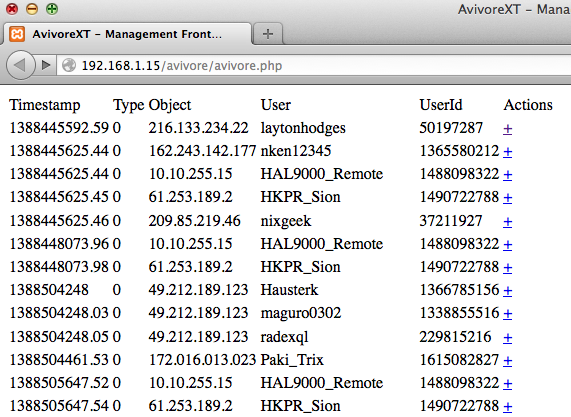 AvivoreXT - Mana
AvivoreXT - Management Front...
192.168.1.15/avivore/avivore.php
Timestamp Type Object User UserId Actions
1388445592.59 0 216.133.234.22 laytonhodges 50197287 +
1388445625.44 0 162.243.142.177 nken12345 1365580212 +
1388445625.44 0 10.10.255.15 HAL9000_Remote 1488098322 +
1388445625.45 0 61.253.189.2 HKPR_Sion 1490722788 +
1388445625.46 0 209.85.219.46 nixgeek 37211927 +
1388448073.96 0 10.10.255.15 HAL9000_Remote 1488098322 +
1388448073.98 0 61.253.189.2 HKPR_Sion 1490722788 +
1388504248 0 49.212.189.123 Hausterk 1366785156 +
1388504248.03 0 49.212.189.123 maguro0302 1338855516 +
1388504248.05 0 49.212.189.123 radexql 229815216 +
1388504461.53 0 172.016.013.023 Paki_Trix 1615082827 +
1388505647.52 0 10.10.255.15 HAL9000_Remote 1488098322 +
1388505647.54 0 61.253.189.2 HKPR_Sion 1490722788 +